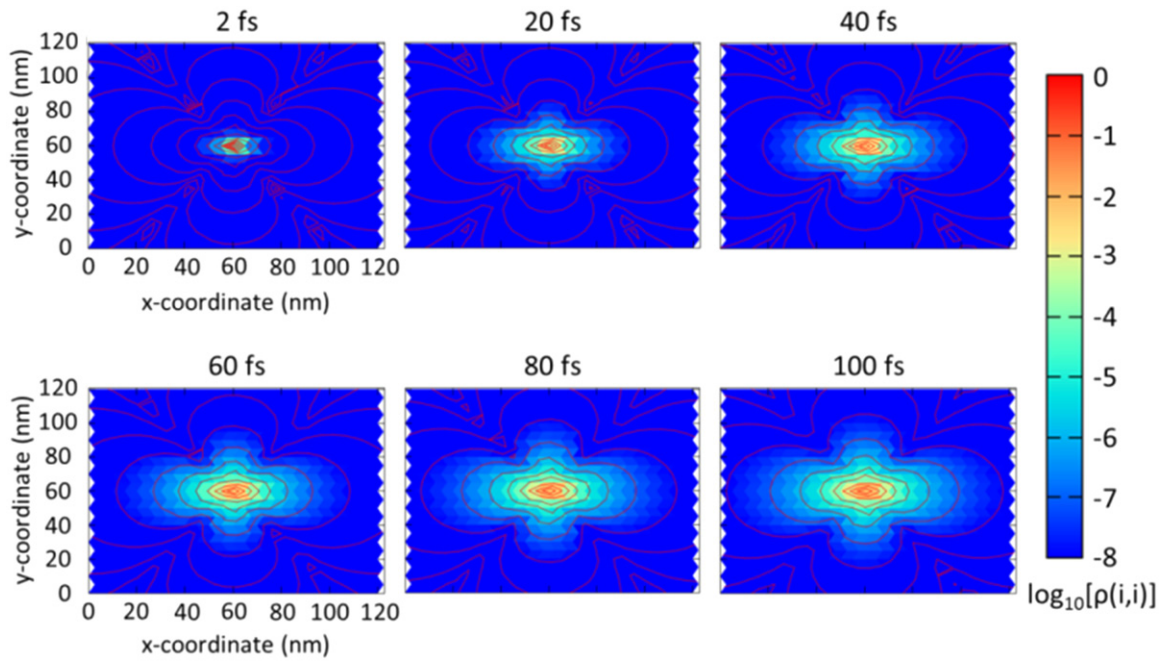 2 fs
20 fs
40 fs
120
100
80
60
40
20
0
y-coordinate (nm)
0 20 40 60 80 100 120
x-coordinate (nm)
60 fs
80 fs
100 fs
120
100
80
60
40
20
0
y-coordinate (nm)
0 20 40 60 80 100 120
x-coordinate (nm)
0
-1
-2
-3
-4
-5
-6
-7
-8
log₁₀[ρ(i,i)]